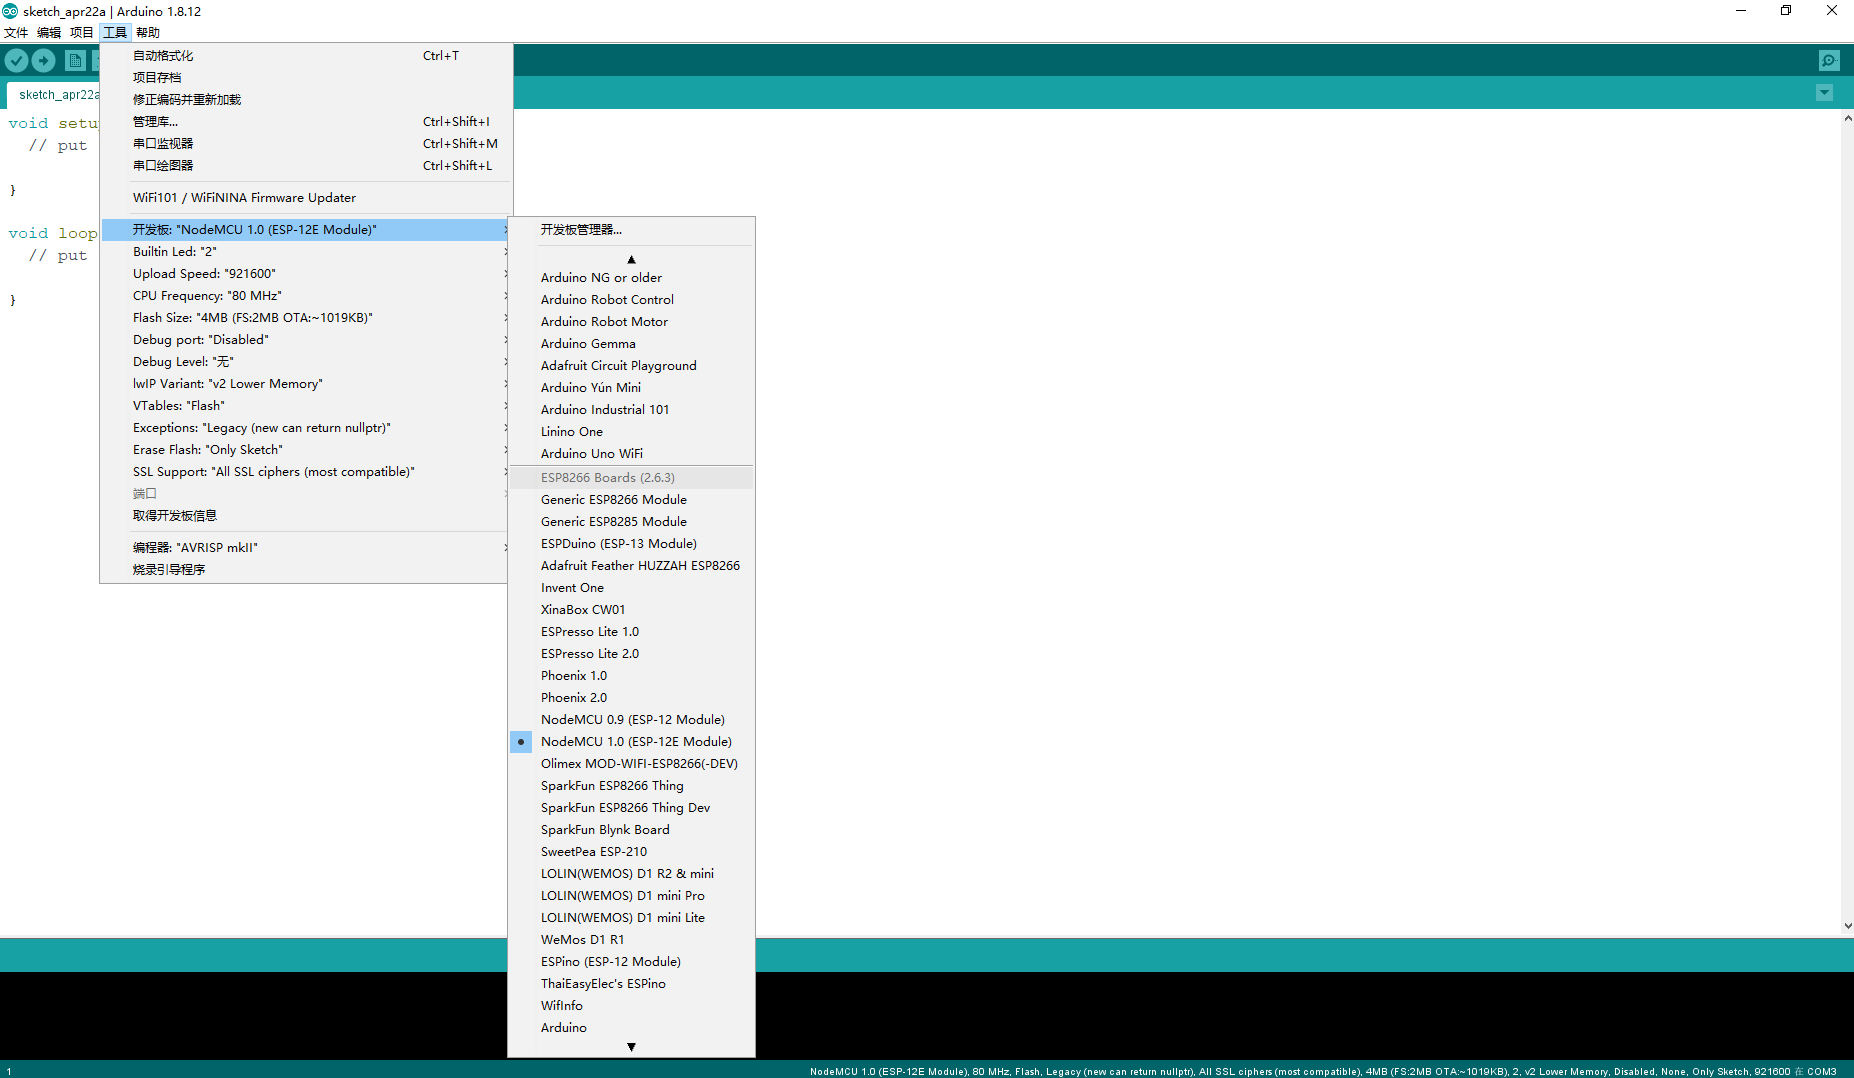 sketch_apr22a | Arduino 1.8.12
文件 编辑 项目 工具 帮助
sketch_apr22a
void setup
// put
}
void loop
// put
}
自动格式化 Ctrl+T
项目存档
修正编码并重新加载
管理库... Ctrl+Shift+I
串口监视器 Ctrl+Shift+M
串口绘图器 Ctrl+Shift+L
WiFi101 / WiFiNINA Firmware Updater
开发板: "NodeMCU 1.0 (ESP-12E Module)"
Builtin Led: "2"
Upload Speed: "921600"
CPU Frequency: "80 MHz"
Flash Size: "4MB (FS:2MB OTA:~1019KB)"
Debug port: "Disabled"
Debug Level: "无"
lwIP Variant: "v2 Lower Memory"
VTables: "Flash"
Exceptions: "Legacy (new can return nullptr)"
Erase Flash: "Only Sketch"
SSL Support: "All SSL ciphers (most compatible)"
端口
取得开发板信息
编程器: "AVRISP mkII"
烧录引导程序
开发板管理器...
Arduino NG or older
Arduino Robot Control
Arduino Robot Motor
Arduino Gemma
Adafruit Circuit Playground
Arduino Yún Mini
Arduino Industrial 101
Linino One
Arduino Uno WiFi
ESP8266 Boards (2.6.3)
Generic ESP8266 Module
Generic ESP8285 Module
ESPDuino (ESP-13 Module)
Adafruit Feather HUZZAH ESP8266
Invent One
XinaBox CW01
ESPresso Lite 1.0
ESPresso Lite 2.0
Phoenix 1.0
Phoenix 2.0
NodeMCU 0.9 (ESP-12 Module)
NodeMCU 1.0 (ESP-12E Module)
Olimex MOD-WIFI-ESP8266(-DEV)
SparkFun ESP8266 Thing
SparkFun ESP8266 Thing Dev
SparkFun Blynk Board
SweetPea ESP-210
LOLIN(WEMOS) D1 R2 & mini
LOLIN(WEMOS) D1 mini Pro
LOLIN(WEMOS) D1 mini Lite
WeMos D1 R1
ESPino (ESP-12 Module)
ThaiEasyElec's ESPino
WifInfo
Arduino
1 NodeMCU 1.0 (ESP-12E Module), 80 MHz, Flash, Legacy (new can return nullptr), All SSL ciphers (most compatible), 4MB (FS:2MB OTA:~1019KB), 2, v2 Lower Memory, Disabled, None, Only Sketch, 921600 在 COM3